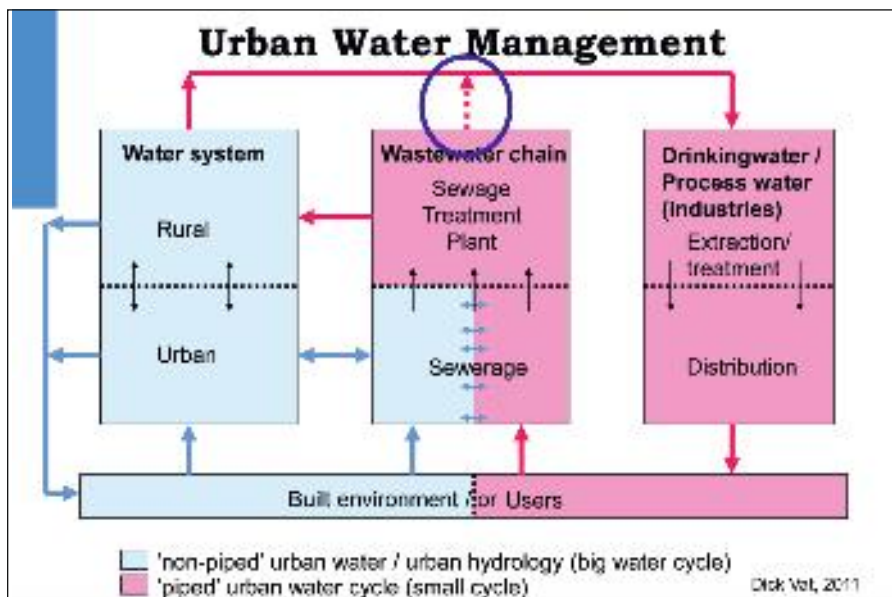 Urban Water Management
Water system
Rural
Urban
Wastewater chain
Sewage
Treatment
Plant
Sewerage
Drinkingwater /
Process water
(industries)
Extraction/
treatment
Distribution
Built environment / or Users
'non-piped' urban water / urban hydrology (big water cycle)
'piped' urban water cycle (small cycle)
Dick Vat, 2011